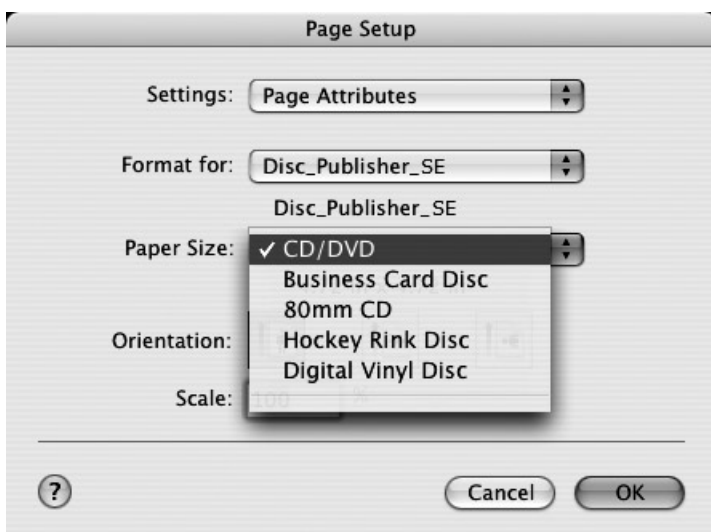 Page Setup
Settings: Page Attributes
Format for: Disc_Publisher_SE
Disc_Publisher_SE
Paper Size: ✓ CD/DVD
Business Card Disc
80mm CD
Orientation: Hockey Rink Disc
Digital Vinyl Disc
Scale: 100 %
? Cancel OK